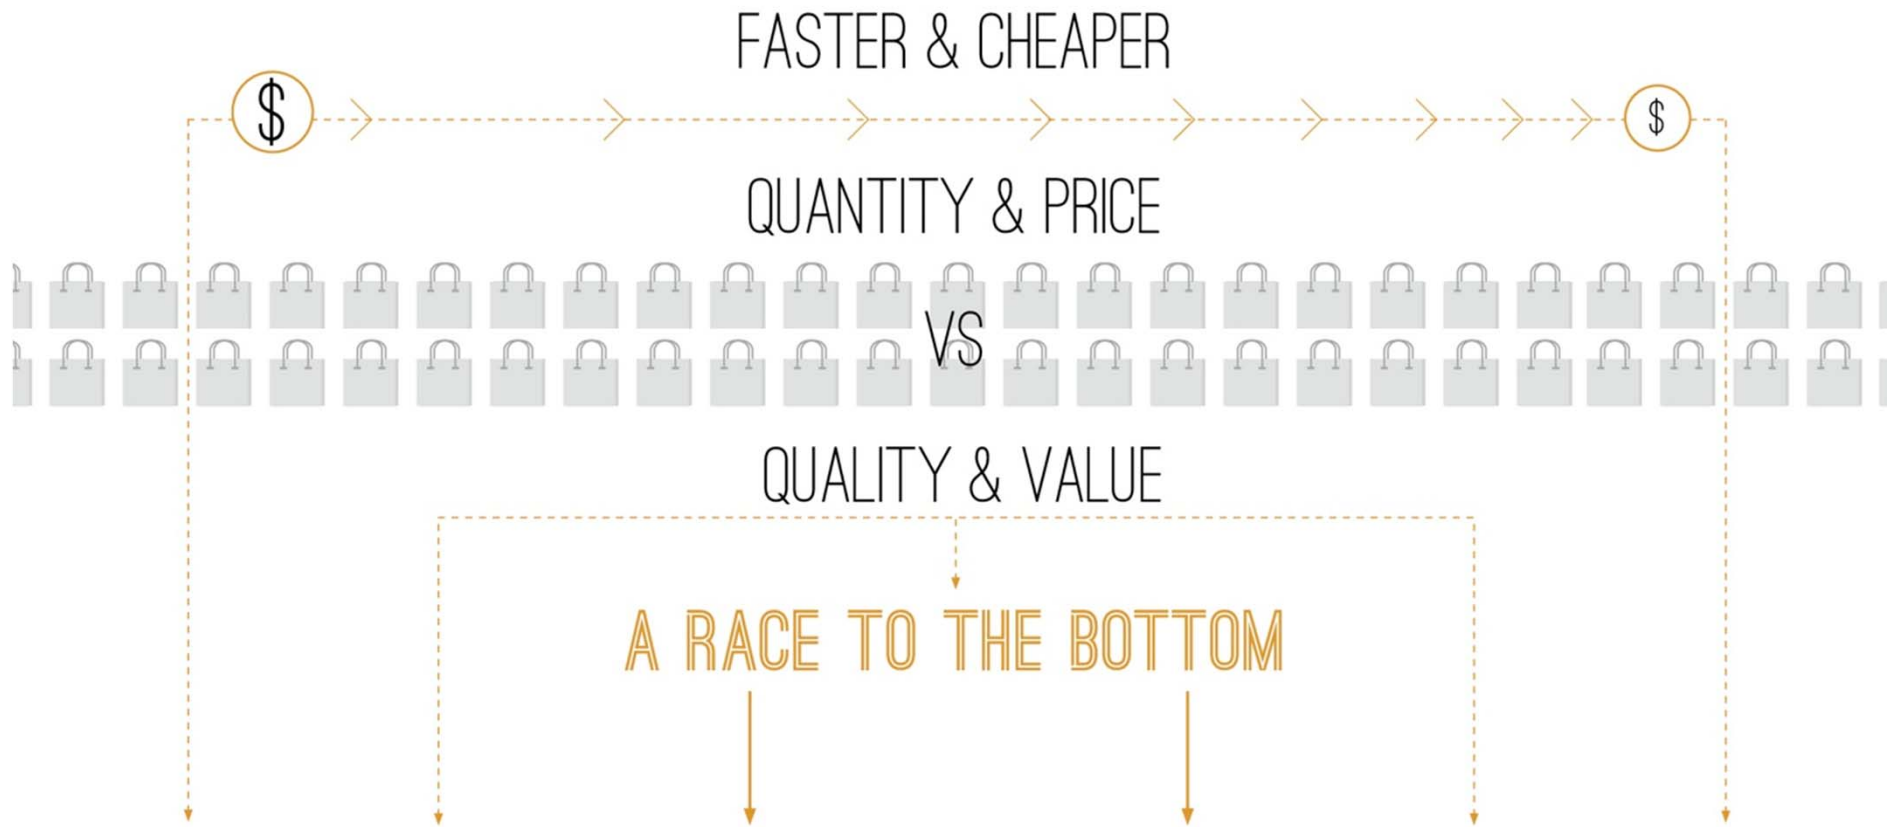 FASTER & CHEAPER
$ $
QUANTITY & PRICE
VS
QUALITY & VALUE
A RACE TO THE BOTTOM